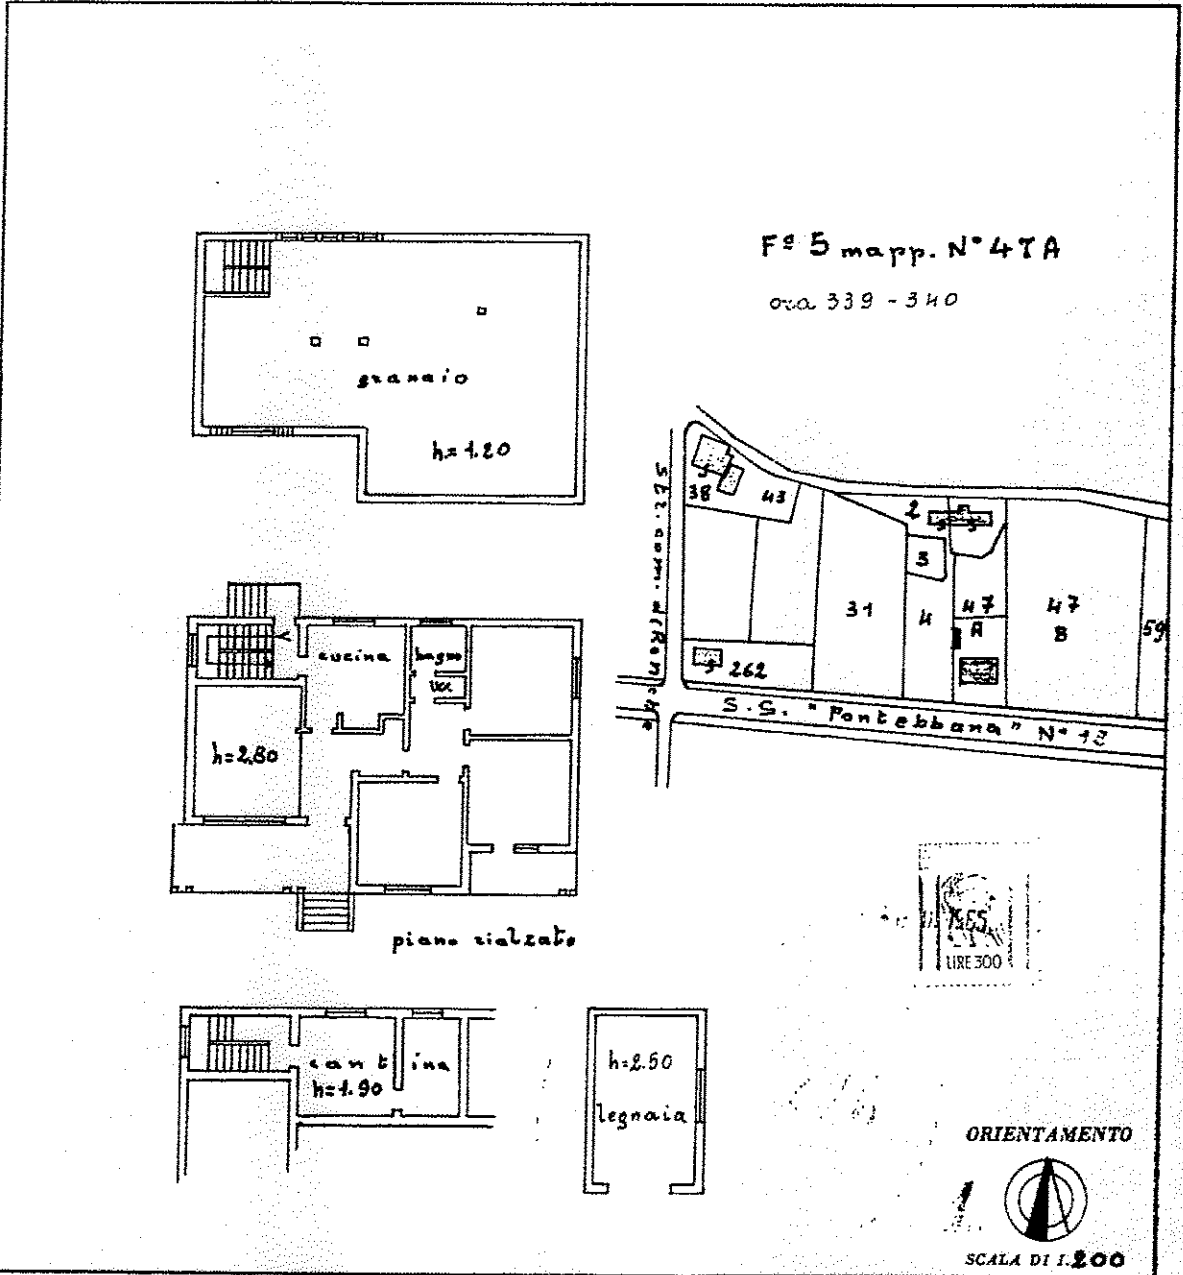 Fº 5 mapp. N° 47A
ora 339 - 340
granaio
h=1.20
38
43
2
3
31
4
47
A
47
B
59
262
S.S. "Pontebbana" N° 13
cucina
bagno
wc
h=2,80
piano rialzato
1965
LIRE 300
cantina
h=1.90
h=2.50
legnaia
ORIENTAMENTO
SCALA DI 1:200